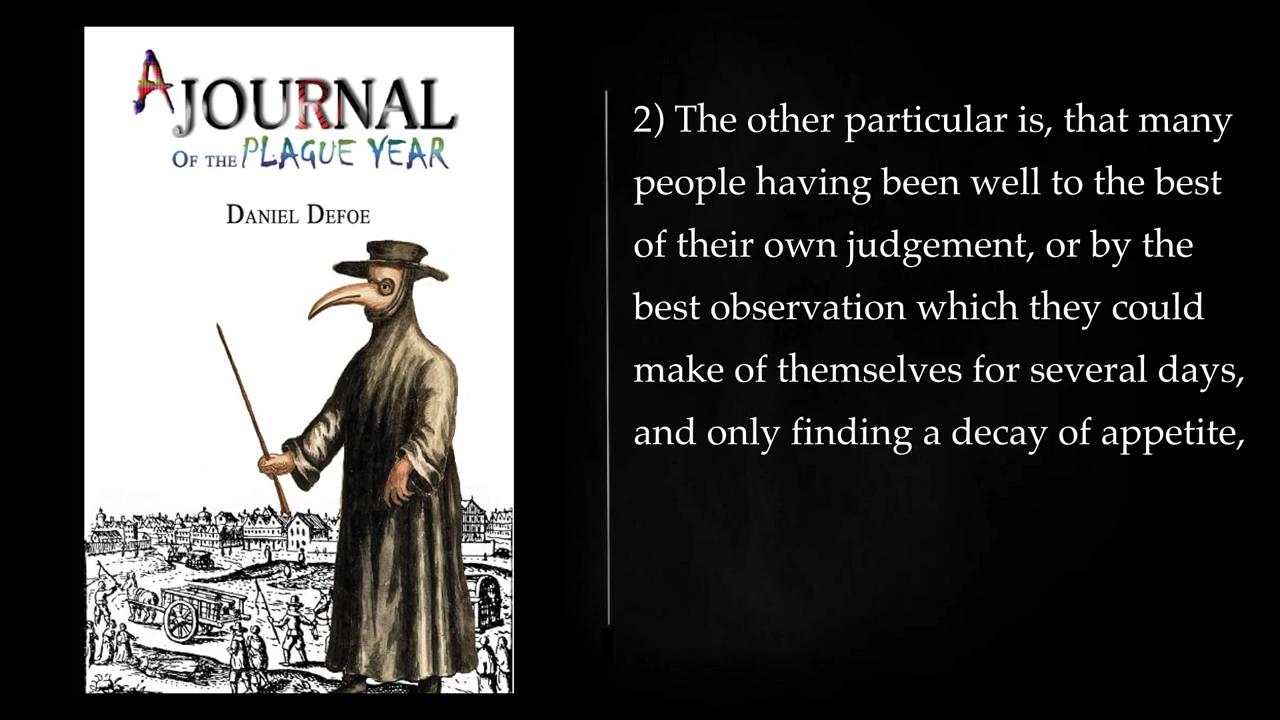 A JOURNAL
OF THE PLAGUE YEAR
DANIEL DEFOE
2) The other particular is, that many
people having been well to the best
of their own judgement, or by the
best observation which they could
make of themselves for several days,
and only finding a decay of appetite,